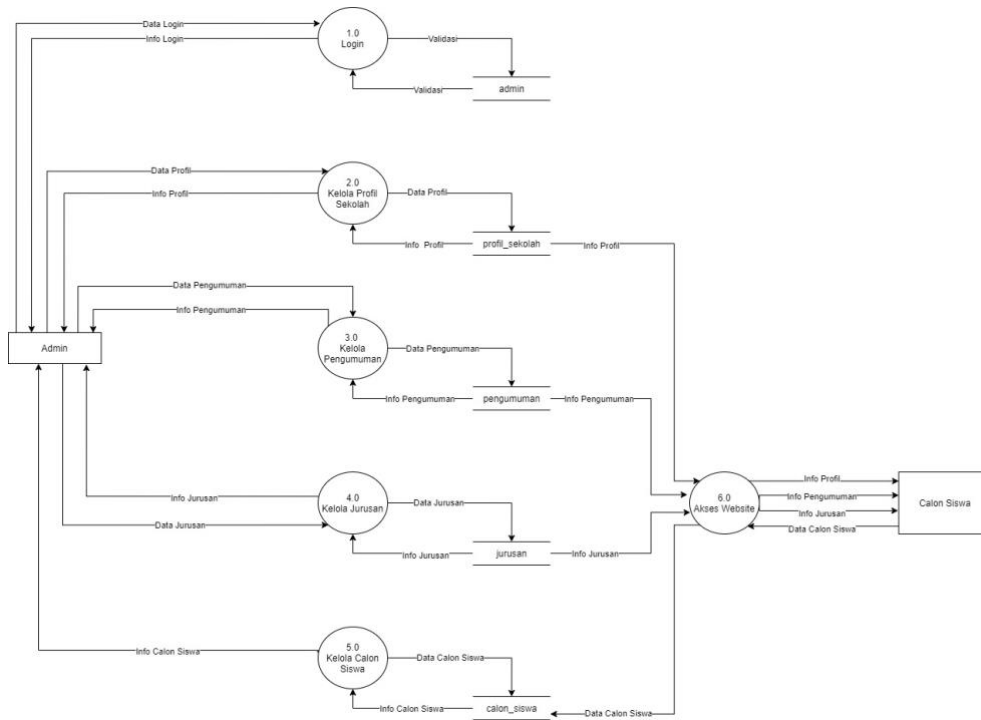 Data Login
Info Login
1.0
Login
Validasi
Validasi
admin
Data Profil
Info Profil
2.0
Kelola Profil
Sekolah
Data Profil
Info Profil
profil_sekolah
Info Profil
Data Pengumuman
Info Pengumuman
Admin
3.0
Kelola
Pengumuman
Data Pengumuman
Info Pengumuman
pengumuman
Info Pengumuman
Info Jurusan
Data Jurusan
4.0
Kelola Jurusan
Data Jurusan
Info Jurusan
jurusan
Info Jurusan
6.0
Akses Website
Info Profil
Info Pengumuman
Info Jurusan
Data Calon Siswa
Calon Siswa
Info Calon Siswa
5.0
Kelola Calon
Siswa
Data Calon Siswa
Info Calon Siswa
calon_siswa
Data Calon Siswa